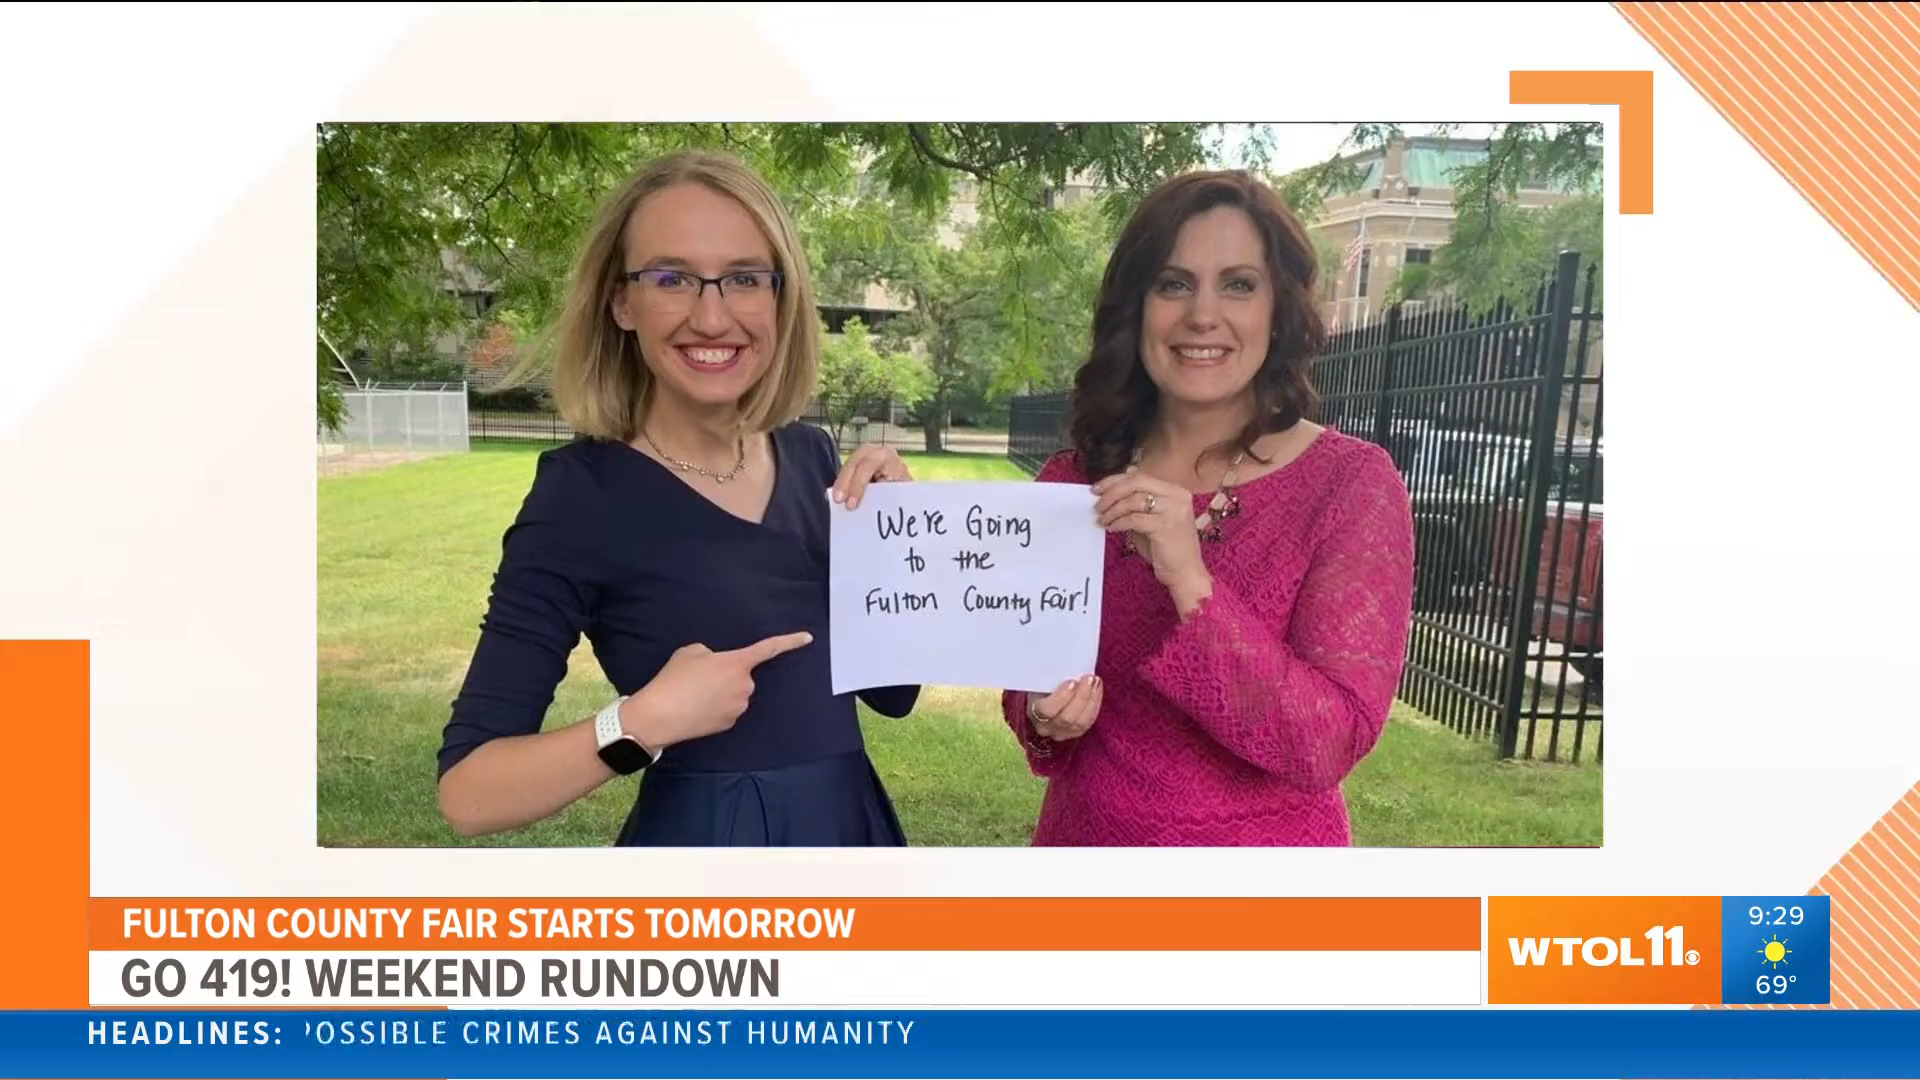 We're Going
to the
Fulton County Fair!
FULTON COUNTY FAIR STARTS TOMORROW
GO 419! WEEKEND RUNDOWN
WTOL11
9:29
69°
HEADLINES: POSSIBLE CRIMES AGAINST HUMANITY